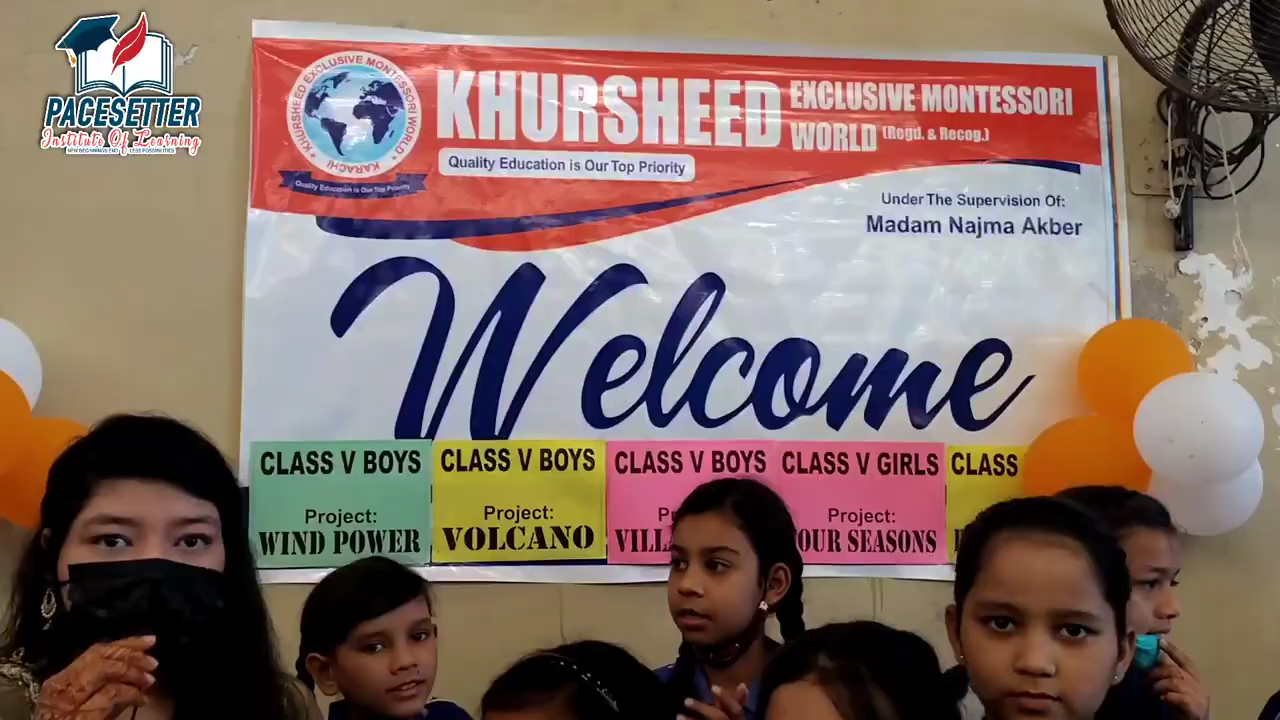 PACESETTER
Institute Of Learning
KHURSHEED EXCLUSIVE MONTESSORI WORLD
KARACHI
Quality Education is Our Top Priority
KHURSHEED
EXCLUSIVE MONTESSORI
WORLD (Regd. & Recog.)
Quality Education is Our Top Priority
Under The Supervision Of:
Madam Najma Akber
Welcome
CLASS V BOYS
Project:
WIND POWER
CLASS V BOYS
Project:
VOLCANO
CLASS V BOYS
CLASS V GIRLS
Project:
OUR SEASONS
CLASS